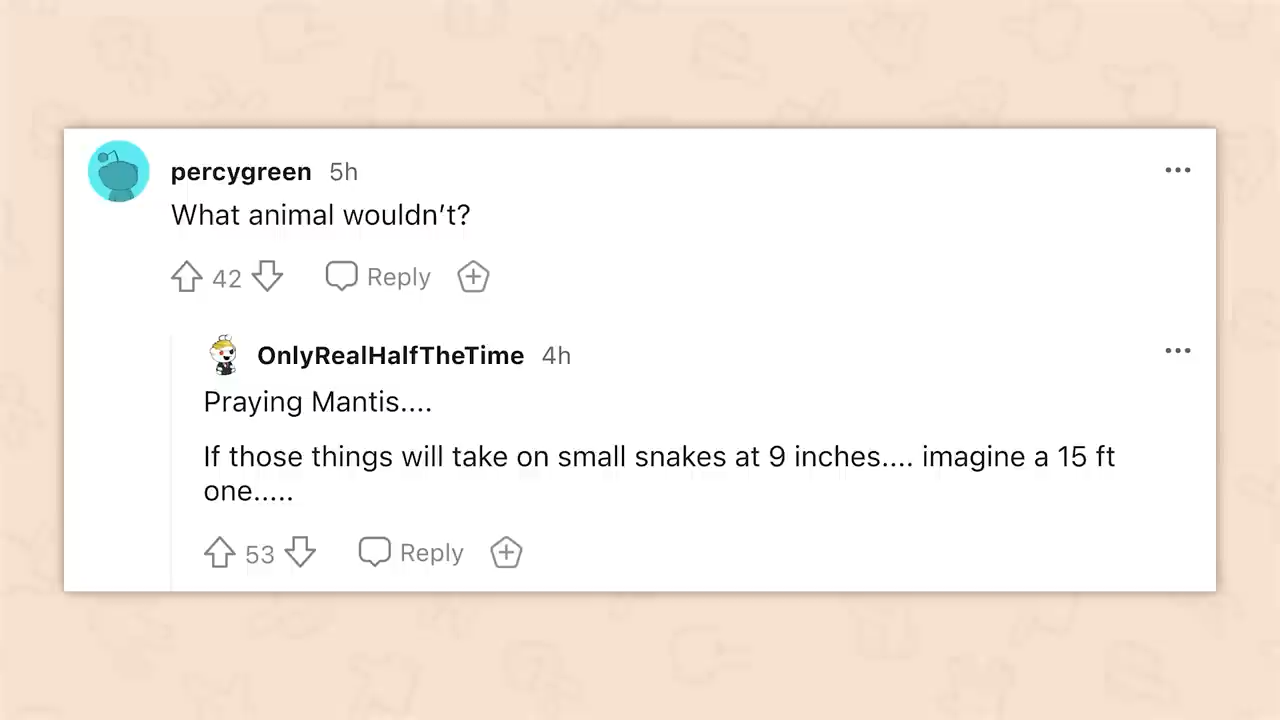 percygreen 5h
What animal wouldn't?
42 Reply
OnlyRealHalfTheTime 4h
Praying Mantis....
If those things will take on small snakes at 9 inches.... imagine a 15 ft
one.....
53 Reply